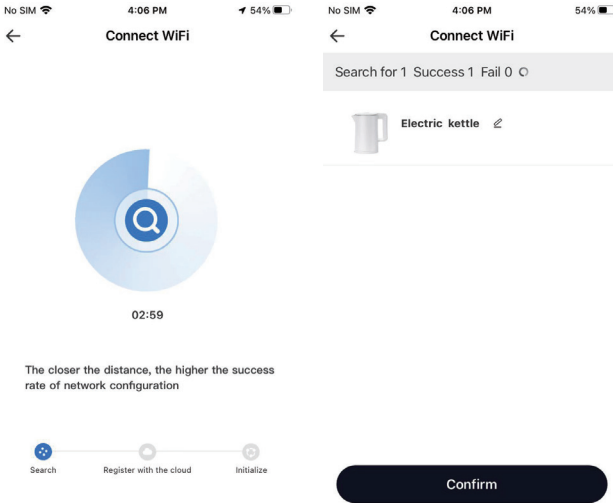 No SIM 4:06 PM 54%
Connect WiFi
02:59
The closer the distance, the higher the success
rate of network configuration
Search Register with the cloud Initialize
No SIM 4:06 PM 54%
Connect WiFi
Search for 1 Success 1 Fail 0
Electric kettle
Confirm